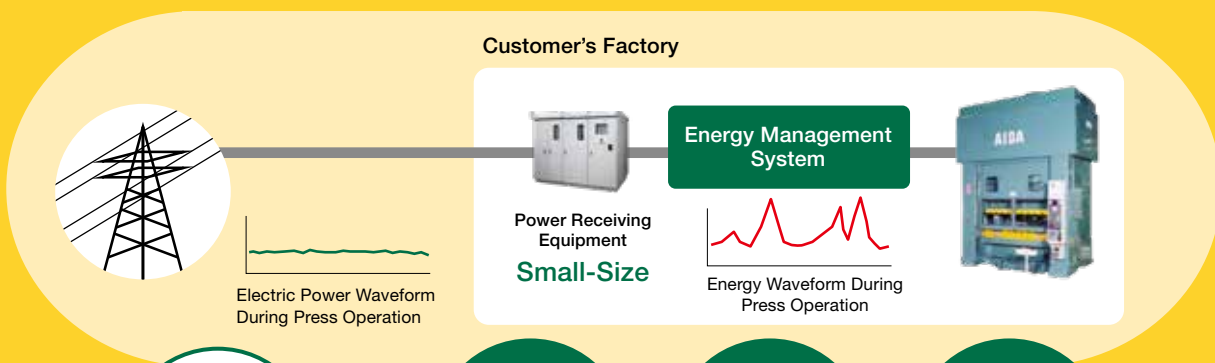 Customer's Factory
AIDA
Energy Management
System
Power Receiving
Equipment
Small-Size
Electric Power Waveform
During Press Operation
Energy Waveform During
Press Operation